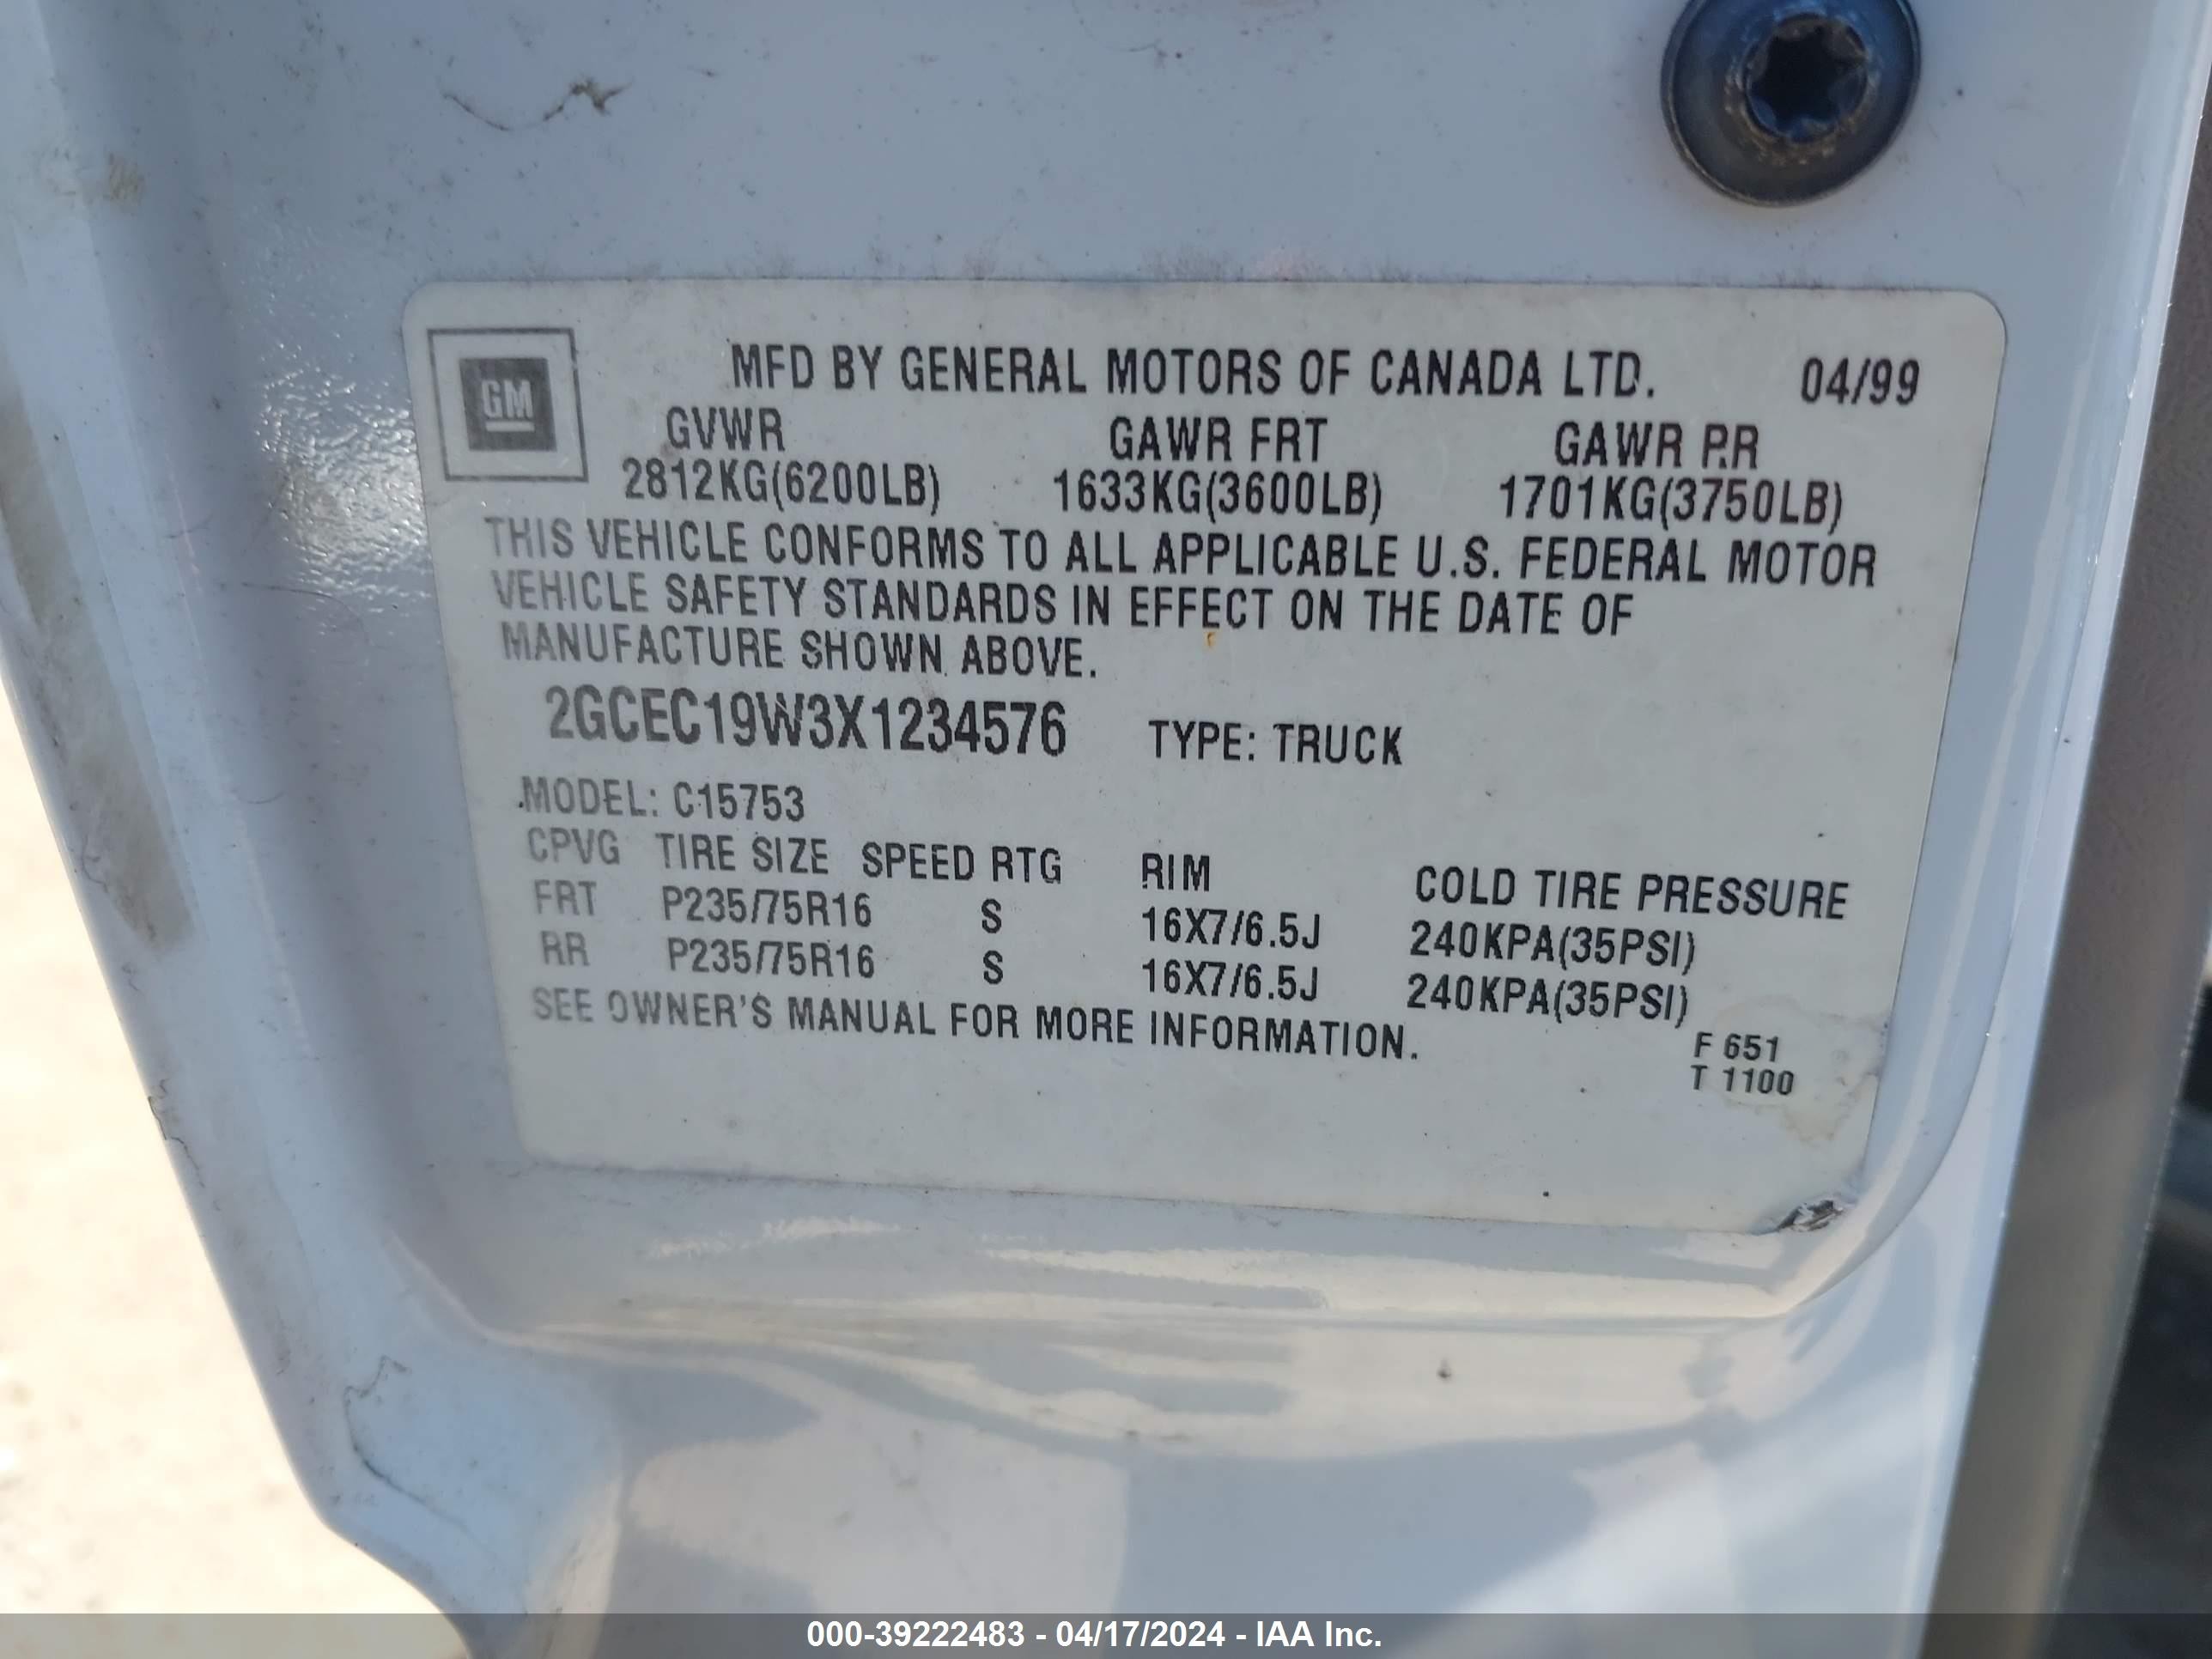 GM
MFD BY GENERAL MOTORS OF CANADA LTD. 04/99
GVWR GAWR FRT GAWR RR
2812KG(6200LB) 1633KG(3600LB) 1701KG(3750LB)
THIS VEHICLE CONFORMS TO ALL APPLICABLE U.S. FEDERAL MOTOR
VEHICLE SAFETY STANDARDS IN EFFECT ON THE DATE OF
MANUFACTURE SHOWN ABOVE.
2GCEC19W3X1234576 TYPE: TRUCK
MODEL: C15753
CPVG TIRE SIZE SPEED RTG RIM COLD TIRE PRESSURE
FRT P235/75R16 S 16X7/6.5J 240KPA(35PSI)
RR P235/75R16 S 16X7/6.5J 240KPA(35PSI)
SEE OWNER'S MANUAL FOR MORE INFORMATION.
F 651
T 1100
000-39222483 - 04/17/2024 - IAA Inc.